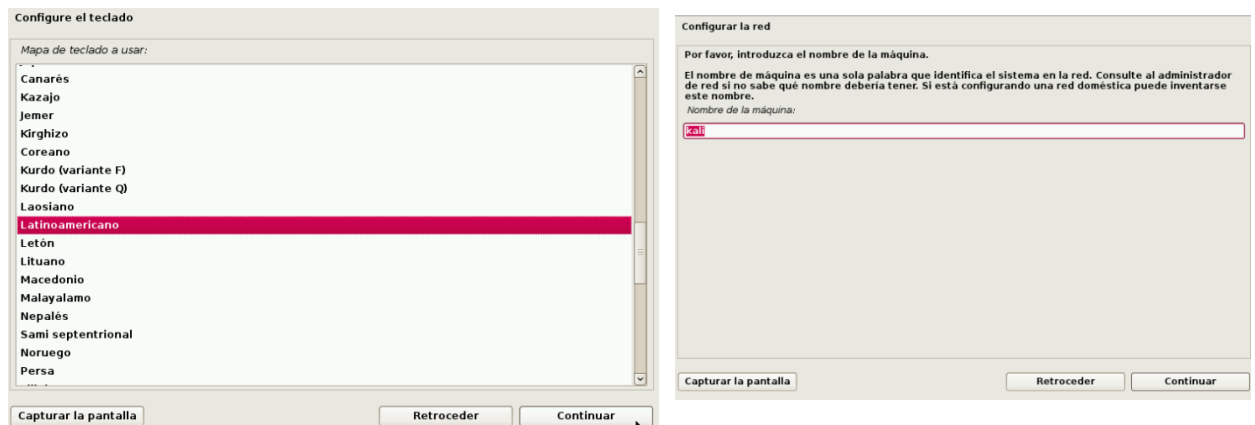 Configure el teclado
Mapa de teclado a usar:
Canarés
Kazajo
Jemer
Kirghizo
Coreano
Kurdo (variante F)
Kurdo (variante Q)
Laosiano
Latinoamericano
Letón
Lituano
Macedonio
Malayalamo
Nepalés
Sami septentrional
Noruego
Persa
Capturar la pantalla
Retroceder
Continuar
Configurar la red
Por favor, introduzca el nombre de la máquina.
El nombre de máquina es una sola palabra que identifica el sistema en la red. Consulte al administrador
de red si no sabe qué nombre debería tener. Si está configurando una red doméstica puede inventarse
este nombre.
Nombre de la máquina:
kali
Capturar la pantalla
Retroceder
Continuar